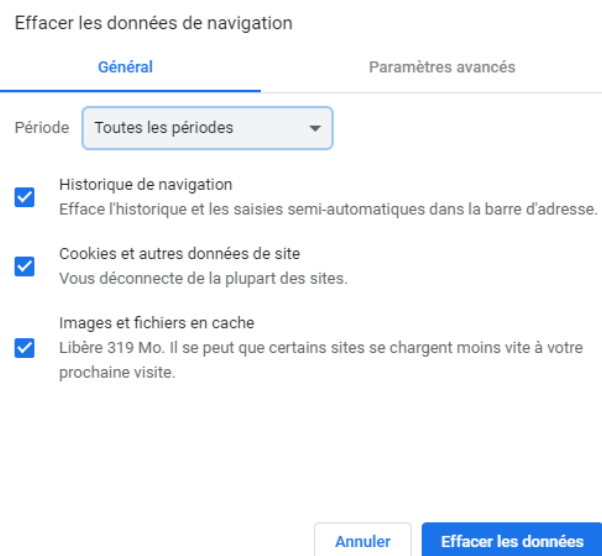 Effacer les données de navigation
Général
Paramètres avancés
Période
Toutes les périodes
Historique de navigation
Efface l'historique et les saisies semi-automatiques dans la barre d'adresse.
Cookies et autres données de site
Vous déconnecte de la plupart des sites.
Images et fichiers en cache
Libère 319 Mo. Il se peut que certains sites se chargent moins vite à votre
prochaine visite.
Annuler
Effacer les données